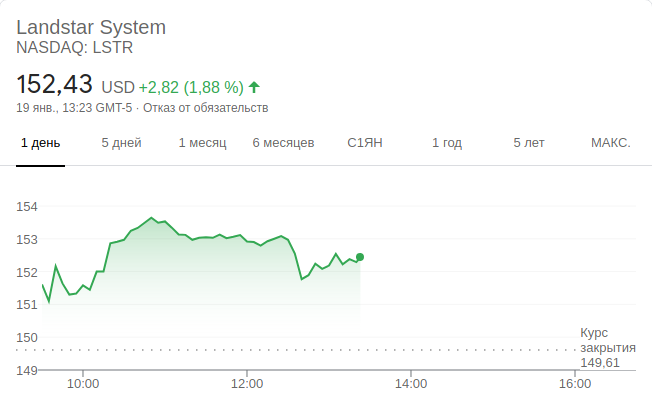 Landstar System
NASDAQ: LSTR
152,43 USD +2,82 (1,88 %)
19 янв., 13:23 GMT-5 · Отказ от обязательств
1 день 5 дней 1 месяц 6 месяцев С1ЯН 1 год 5 лет МАКС.
154
153
152
151
150
149
Курс
закрытия
149,61
10:00 12:00 14:00 16:00